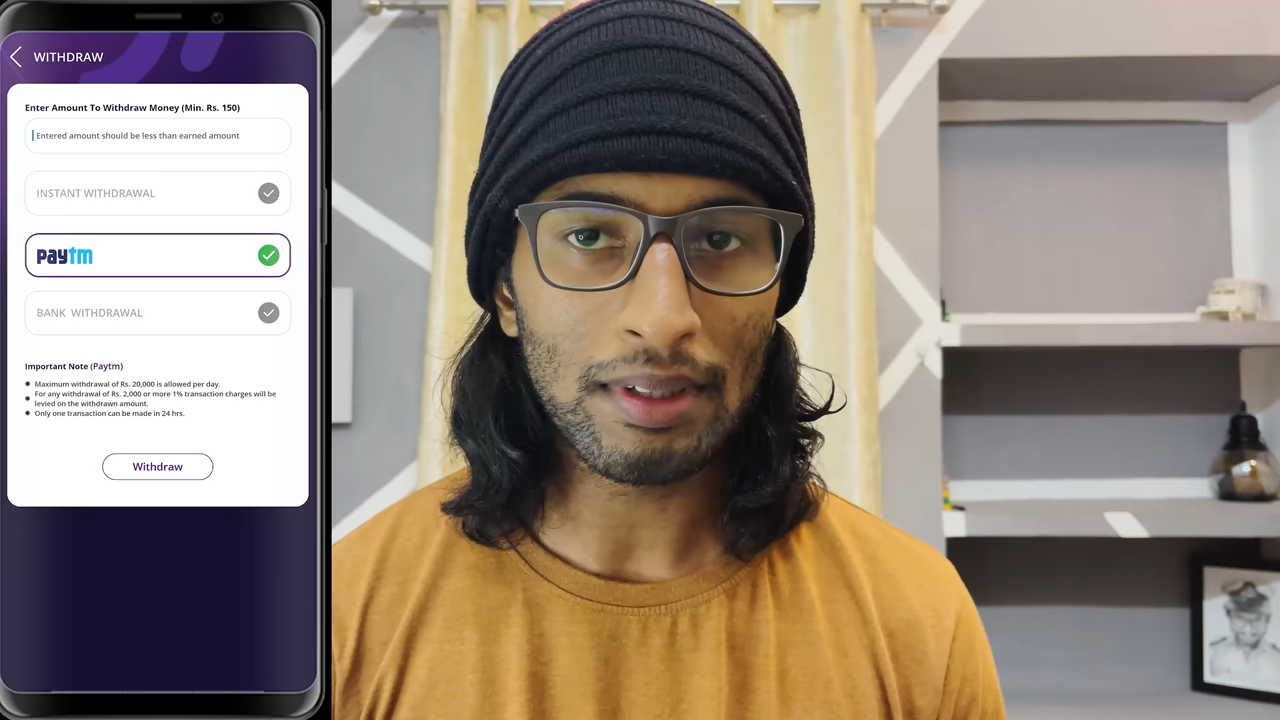 WITHDRAW
Enter Amount To Withdraw Money (Min. Rs. 150)
Entered amount should be less than earned amount
INSTANT WITHDRAWAL
paytm
BANK WITHDRAWAL
Important Note (Paytm)
Maximum withdrawal of Rs. 20,000 is allowed per day.
For any withdrawal of Rs. 2,000 or more 1% transaction charges will be
levied on the withdrawn amount.
Only one transaction can be made in 24 hrs.
Withdraw